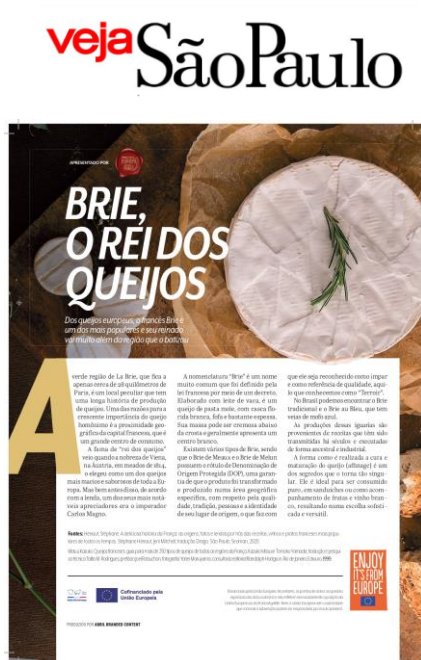 veja São Paulo
APRESENTADO POR
BRIE,
O REI DOS
QUEIJOS
Dos queijos europeus, o francês Brie é
um dos mais populares e seu reinado
vai muito além da região que o batizou
A verde região de La Brie, que fica a
apenas cerca de 28 quilômetros de
Paris, é um local peculiar que tem
uma longa história de produção
de queijos. Uma das razões para a
crescente importância do queijo
homônimo é a proximidade geo-
gráfica da capital francesa, que é
um grande centro de consumo.
A fama de "rei dos queijos"
veio quando a nobreza de Viena,
na Áustria, em meados de 1814,
o elegeu como um dos queijos
mais macios e saborosos de toda a Eu-
ropa. Mas bem antes disso, de acordo
com a lenda, um dos seus mais notá-
veis apreciadores era o imperador
Carlos Magno.
A nomenclatura "Brie" é um nome
muito comum que foi definido pela
lei francesa por meio de um decreto.
Elaborado com leite de vaca, é um
queijo de pasta mole, com casca flo-
rida branca, fofa e bastante espessa.
Sua massa pode ser cremosa abaixo
da crosta e geralmente apresenta um
centro branco.
Existem vários tipos de Brie, sendo
que o Brie de Meaux e o Brie de Melun
possuem o rótulo de Denominação de
Origem Protegida (DOP), uma garan-
tia de que o produto foi transformado
e produzido numa área geográfica
específica, com respeito pela quali-
dade, tradição, pessoas e a identidade
de seu lugar de origem, o que faz com
que ele seja reconhecido como ímpar
e como referência de qualidade, aqui-
lo que conhecemos como "Terroir".
No Brasil podemos encontrar o Brie
tradicional e o Brie au Bleu, que tem
veias de mofo azul.
As produções dessas iguarias são
provenientes de receitas que têm sido
transmitidas há séculos e executadas
de forma ancestral e industrial.
A forma como é realizada a cura e
maturação do queijo (affinage) é um
dos segredos que o torna tão singu-
lar. Ele é ideal para ser consumido
puro, em sanduíches ou como acom-
panhamento de frutas e vinho bran-
co, resultando numa escolha sofisti-
cada e versátil.
Cofinanciado pela
União Europeia
ENJOY
IT'S FROM
EUROPE
PRODUZIDO POR ABRIL BRANDED CONTENT